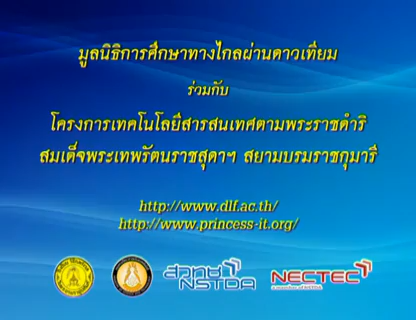 มูลนิธิการศึกษาทางไกลผ่านดาวเทียม
ร่วมกับ
โครงการเทคโนโลยีสารสนเทศตามพระราชดำริ
สมเด็จพระเทพรัตนราชสุดาฯ สยามบรมราชกุมารี
http://www.dlf.ac.th/
http://www.princess-it.org/
สวทช
NSTDA
NECTEC
a member of NSTDA